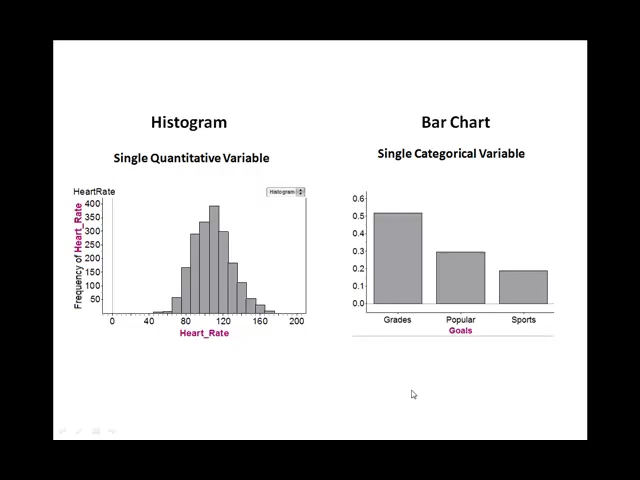 Histogram
Single Quantitative Variable
HeartRate
Histogram
400
350
300
250
200
150
100
50
Frequency of Heart_Rate
0 40 80 120 160 200
Heart_Rate
Bar Chart
Single Categorical Variable
0.6
0.5
0.4
0.3
0.2
0.1
0.0
Grades Popular Sports
Goals